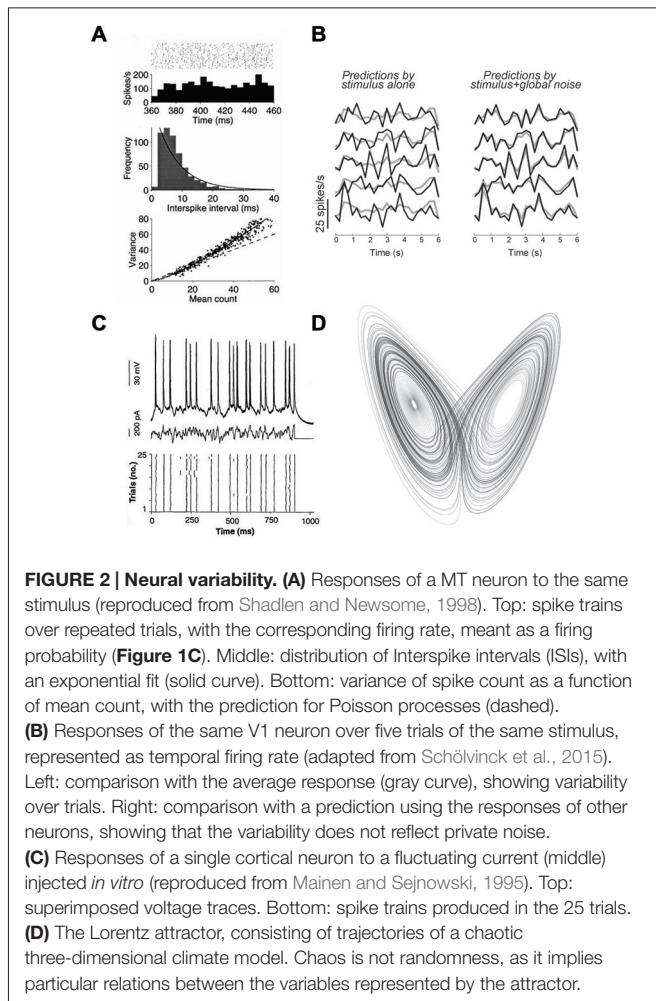 A
Spikes/s
200
100
0
360 380 400 420 440 460
Time (ms)
Frequency
100
50
0
0 10 20 30 40
Interspike interval (ms)
Variance
80
60
40
20
0
0 20 40 60
Mean count
B
Predictions by
stimulus alone
Predictions by
stimulus+global noise
25 spikes/s
0 1 2 3 4 5 6
Time (s)
0 1 2 3 4 5 6
Time (s)
C
30 mV
200 pA
Trials (no.)
25
1
0 250 500 750 1000
Time (ms)
D
FIGURE 2 | Neural variability. (A) Responses of a MT neuron to the same
stimulus (reproduced from Shadlen and Newsome, 1998). Top: spike trains
over repeated trials, with the corresponding firing rate, meant as a firing
probability (Figure 1C). Middle: distribution of Interspike intervals (ISIs), with
an exponential fit (solid curve). Bottom: variance of spike count as a function
of mean count, with the prediction for Poisson processes (dashed).
(B) Responses of the same V1 neuron over five trials of the same stimulus,
represented as temporal firing rate (adapted from Schölvinck et al., 2015).
Left: comparison with the average response (gray curve), showing variability
over trials. Right: comparison with a prediction using the responses of other
neurons, showing that the variability does not reflect private noise.
(C) Responses of a single cortical neuron to a fluctuating current (middle)
injected in vitro (reproduced from Mainen and Sejnowski, 1995). Top:
superimposed voltage traces. Bottom: spike trains produced in the 25 trials.
(D) The Lorentz attractor, consisting of trajectories of a chaotic
three-dimensional climate model. Chaos is not randomness, as it implies
particular relations between the variables represented by the attractor.